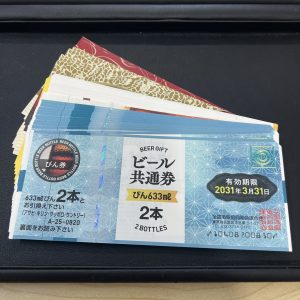 びん券
633mℓびん2本と
お引換え下さい
(アサヒ・キリン・サッポロ・サントリー)
A-25-0820
裏面をお読み下さい
BEER GIFT
ビール
共通券
びん633mℓ
2本
2 BOTTLES
有効期限
2031年3月31日